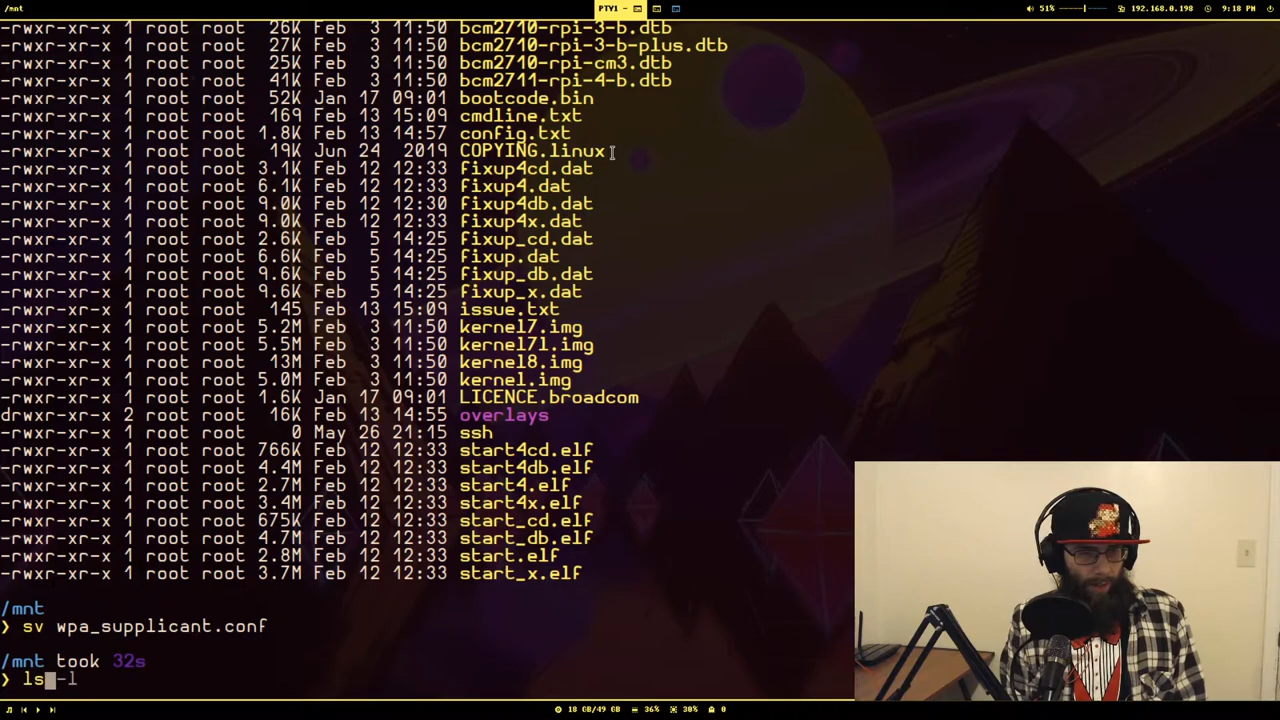 /mnt PTY1 - 51% 192.168.0.198 9:18 PM
-rwxr-xr-x 1 root root 26K Feb 3 11:50 bcm2710-rpi-3-b.dtb
-rwxr-xr-x 1 root root 27K Feb 3 11:50 bcm2710-rpi-3-b-plus.dtb
-rwxr-xr-x 1 root root 25K Feb 3 11:50 bcm2710-rpi-cm3.dtb
-rwxr-xr-x 1 root root 41K Feb 3 11:50 bcm2711-rpi-4-b.dtb
-rwxr-xr-x 1 root root 52K Jan 17 09:01 bootcode.bin
-rwxr-xr-x 1 root root 169 Feb 13 15:09 cmdline.txt
-rwxr-xr-x 1 root root 1.8K Feb 13 14:57 config.txt
-rwxr-xr-x 1 root root 19K Jun 24 2019 COPYING.linux
-rwxr-xr-x 1 root root 3.1K Feb 12 12:33 fixup4cd.dat
-rwxr-xr-x 1 root root 6.1K Feb 12 12:33 fixup4.dat
-rwxr-xr-x 1 root root 9.0K Feb 12 12:30 fixup4db.dat
-rwxr-xr-x 1 root root 9.0K Feb 12 12:33 fixup4x.dat
-rwxr-xr-x 1 root root 2.6K Feb 5 14:25 fixup_cd.dat
-rwxr-xr-x 1 root root 6.6K Feb 5 14:25 fixup.dat
-rwxr-xr-x 1 root root 9.6K Feb 5 14:25 fixup_db.dat
-rwxr-xr-x 1 root root 9.6K Feb 5 14:25 fixup_x.dat
-rwxr-xr-x 1 root root 145 Feb 13 15:09 issue.txt
-rwxr-xr-x 1 root root 5.2M Feb 3 11:50 kernel7.img
-rwxr-xr-x 1 root root 5.5M Feb 3 11:50 kernel7l.img
-rwxr-xr-x 1 root root 13M Feb 3 11:50 kernel8.img
-rwxr-xr-x 1 root root 5.0M Feb 3 11:50 kernel.img
-rwxr-xr-x 1 root root 1.6K Jan 17 09:01 LICENCE.broadcom
drwxr-xr-x 2 root root 16K Feb 13 14:55 overlays
-rwxr-xr-x 1 root root 0 May 26 21:15 ssh
-rwxr-xr-x 1 root root 766K Feb 12 12:33 start4cd.elf
-rwxr-xr-x 1 root root 4.4M Feb 12 12:33 start4db.elf
-rwxr-xr-x 1 root root 2.7M Feb 12 12:33 start4.elf
-rwxr-xr-x 1 root root 3.4M Feb 12 12:33 start4x.elf
-rwxr-xr-x 1 root root 675K Feb 12 12:33 start_cd.elf
-rwxr-xr-x 1 root root 4.7M Feb 12 12:33 start_db.elf
-rwxr-xr-x 1 root root 2.8M Feb 12 12:33 start.elf
-rwxr-xr-x 1 root root 3.7M Feb 12 12:33 start_x.elf
/mnt
❯ sv wpa_supplicant.conf
/mnt took 32s
❯ ls -l
18 GB/49 GB 36% 30% 0